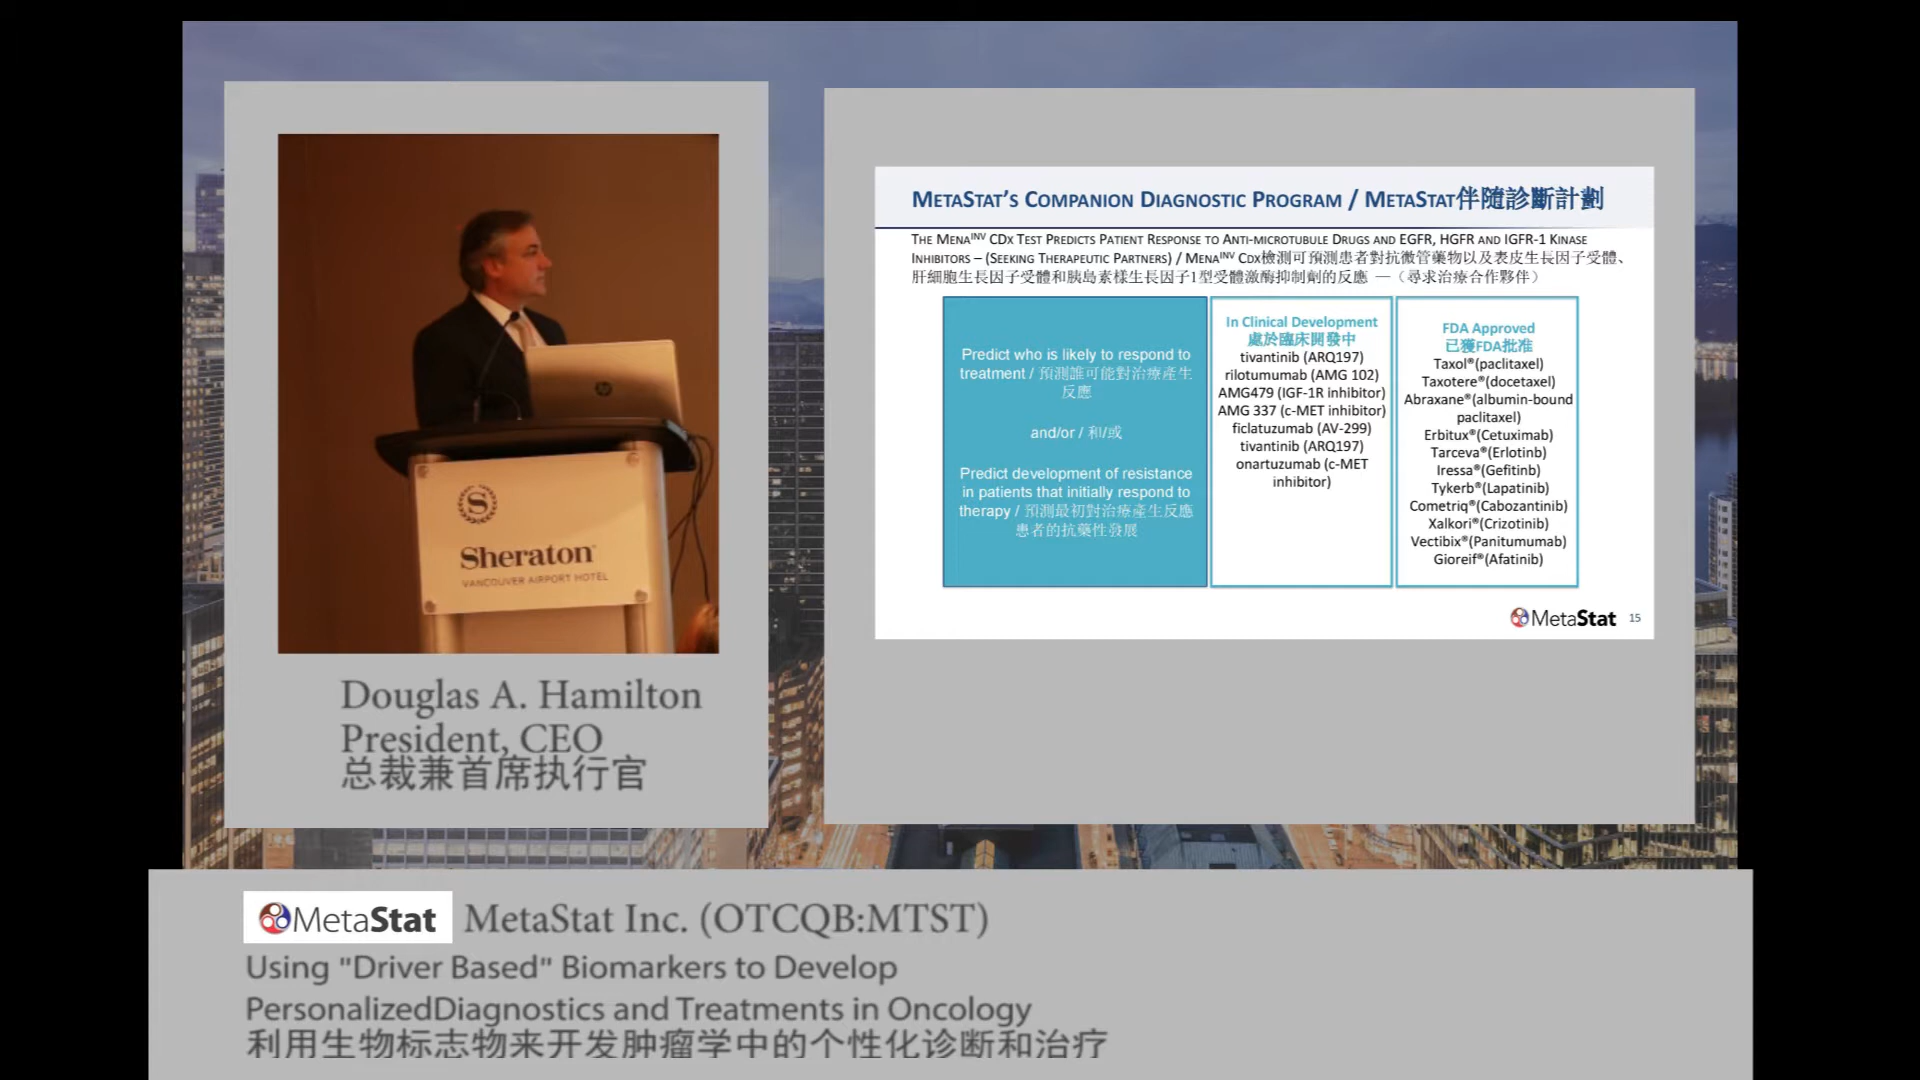 METASTAT'S COMPANION DIAGNOSTIC PROGRAM / METASTAT伴隨診斷計劃
THE MENAINV CDX TEST PREDICTS PATIENT RESPONSE TO ANTI-MICROTUBULE DRUGS AND EGFR, HGFR AND IGFR-1 KINASE
INHIBITORS – (SEEKING THERAPEUTIC PARTNERS) / MENAINV CDX檢測可預測患者對抗微管藥物以及表皮生長因子受體、
肝細胞生長因子受體和胰島素樣生長因子1型受體激酶抑制劑的反應 —（尋求治療合作夥伴）
Predict who is likely to respond to
treatment / 預測誰可能對治療產生
反應
and/or / 和/或
Predict development of resistance
in patients that initially respond to
therapy / 預測最初對治療產生反應
患者的抗藥性發展
In Clinical Development
處於臨床開發中
tivantinib (ARQ197)
rilotumumab (AMG 102)
AMG479 (IGF-1R inhibitor)
AMG 337 (c-MET inhibitor)
ficlatuzumab (AV-299)
tivantinib (ARQ197)
onartuzumab (c-MET
inhibitor)
FDA Approved
已獲FDA批准
Taxol®(paclitaxel)
Taxotere®(docetaxel)
Abraxane®(albumin-bound
paclitaxel)
Erbitux®(Cetuximab)
Tarceva®(Erlotinb)
Iressa®(Gefitinb)
Tykerb®(Lapatinib)
Cometriq®(Cabozantinib)
Xalkori®(Crizotinib)
Vectibix®(Panitumumab)
Gioreif®(Afatinib)
MetaStat 15
S
Sheraton
VANCOUVER AIRPORT HOTEL
hp
Douglas A. Hamilton
President, CEO
总裁兼首席执行官
MetaStat MetaStat Inc. (OTCQB:MTST)
Using "Driver Based" Biomarkers to Develop
PersonalizedDiagnostics and Treatments in Oncology
利用生物标志物来开发肿瘤学中的个性化诊断和治疗